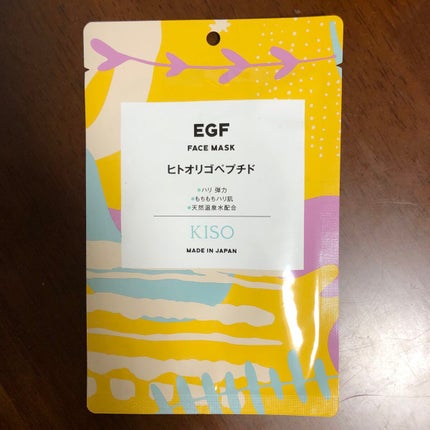 EGF
FACE MASK
ヒトオリゴペプチド
●ハリ 弾力
●もちもちハリ肌
●天然温泉水配合
KISO
MADE IN JAPAN